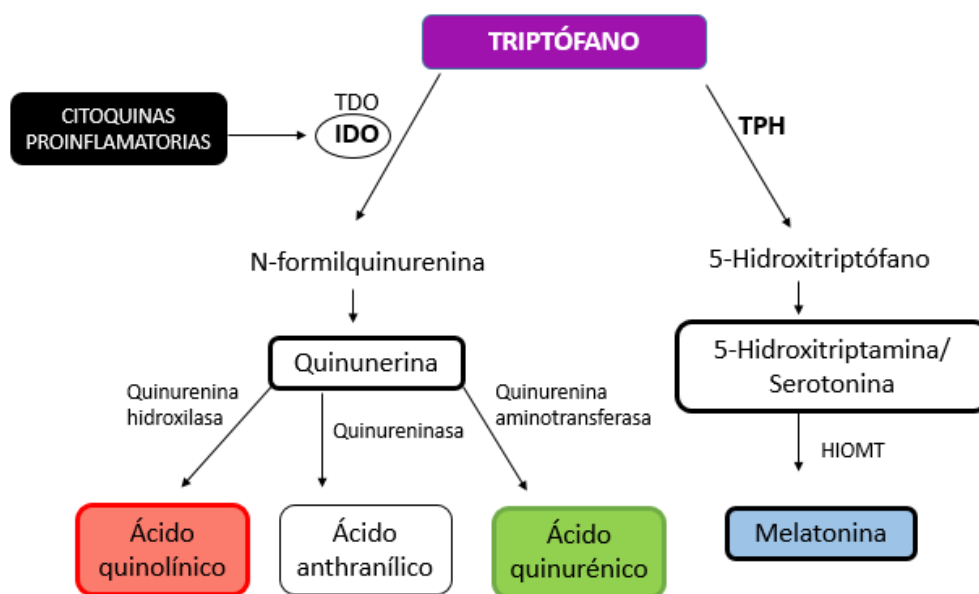 TRIPTÓFANO
CITOQUINAS
PROINFLAMATORIAS
TDO
IDO
TPH
N-formilquinurenina
5-Hidroxitriptófano
Quinunerina
5-Hidroxitriptamina/
Serotonina
Quinurenina
hidroxilasa
Quinureninasa
Quinurenina
aminotransferasa
HIOMT
Ácido
quinolínico
Ácido
anthranílico
Ácido
quinurénico
Melatonina